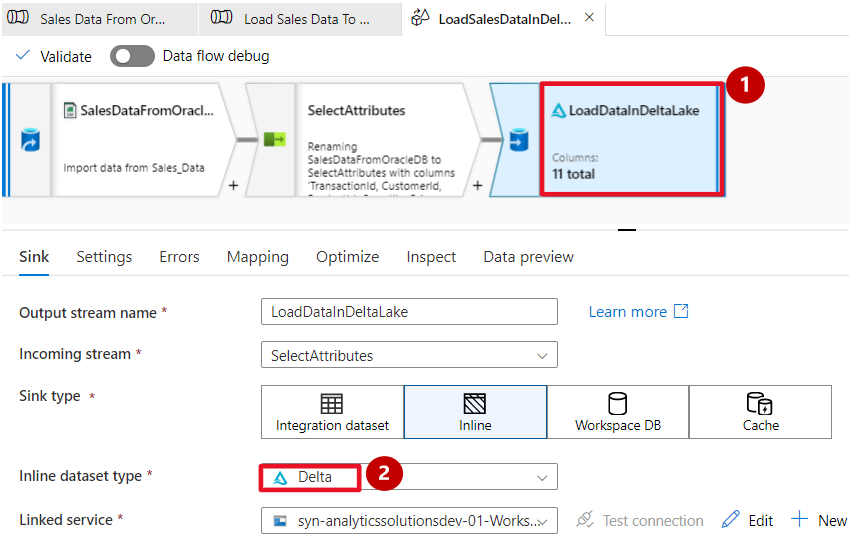 Sales Data From Or...
Load Sales Data To ...
LoadSalesDataInDel...
Validate
Data flow debug
1
SalesDataFromOracl...
Import data from Sales_Data
+
SelectAttributes
Renaming
SalesDataFromOracleDB to
SelectAttributes with columns
'TransactionId, CustomerId,
+
LoadDataInDeltaLake
Columns:
11 total
Sink
Settings
Errors
Mapping
Optimize
Inspect
Data preview
Output stream name *
LoadDataInDeltaLake
Learn more
Incoming stream *
SelectAttributes
Sink type *
Integration dataset
Inline
Workspace DB
Cache
Inline dataset type *
Delta
2
Linked service *
syn-analyticssolutionsdev-01-Works...
Test connection
Edit
New